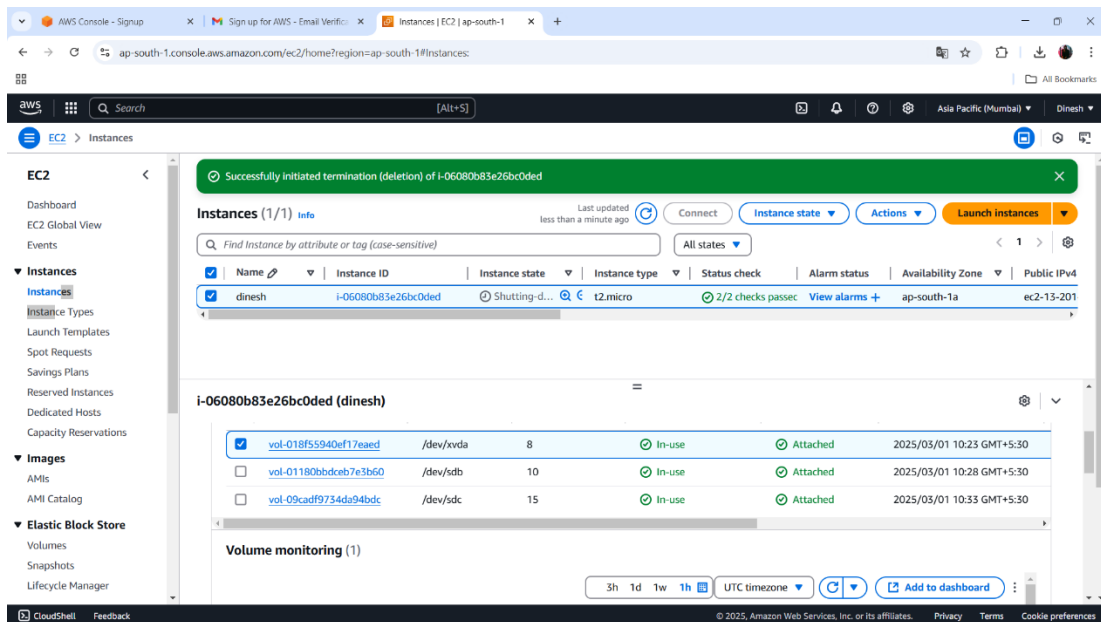 AWS Console - Signup
Sign up for AWS - Email Verific
Instances | EC2 | ap-south-1
ap-south-1.console.aws.amazon.com/ec2/home?region=ap-south-1#Instances:
All Bookmarks
aws
Search
[Alt+S]
Asia Pacific (Mumbai)
Dinesh
EC2 > Instances
EC2
Dashboard
EC2 Global View
Events
Instances
Instances
Instance Types
Launch Templates
Spot Requests
Savings Plans
Reserved Instances
Dedicated Hosts
Capacity Reservations
Images
AMIs
AMI Catalog
Elastic Block Store
Volumes
Snapshots
Lifecycle Manager
Successfully initiated termination (deletion) of i-06080b83e26bc0ded
Instances (1/1) Info
Last updated
less than a minute ago
Connect
Instance state
Actions
Launch instances
Find Instance by attribute or tag (case-sensitive)
All states
1
Name Instance ID Instance state Instance type Status check Alarm status Availability Zone Public IPv4
dinesh i-06080b83e26bc0ded Shutting-d... t2.micro 2/2 checks passec View alarms + ap-south-1a ec2-13-201
i-06080b83e26bc0ded (dinesh)
vol-018f55940ef17eaed /dev/xvda 8 In-use Attached 2025/03/01 10:23 GMT+5:30
vol-01180bbdceb7e3b60 /dev/sdb 10 In-use Attached 2025/03/01 10:28 GMT+5:30
vol-09cadf9734da94bdc /dev/sdc 15 In-use Attached 2025/03/01 10:33 GMT+5:30
Volume monitoring (1)
3h 1d 1w 1h UTC timezone Add to dashboard
CloudShell Feedback © 2025, Amazon Web Services, Inc. or its affiliates. Privacy Terms Cookie preferences